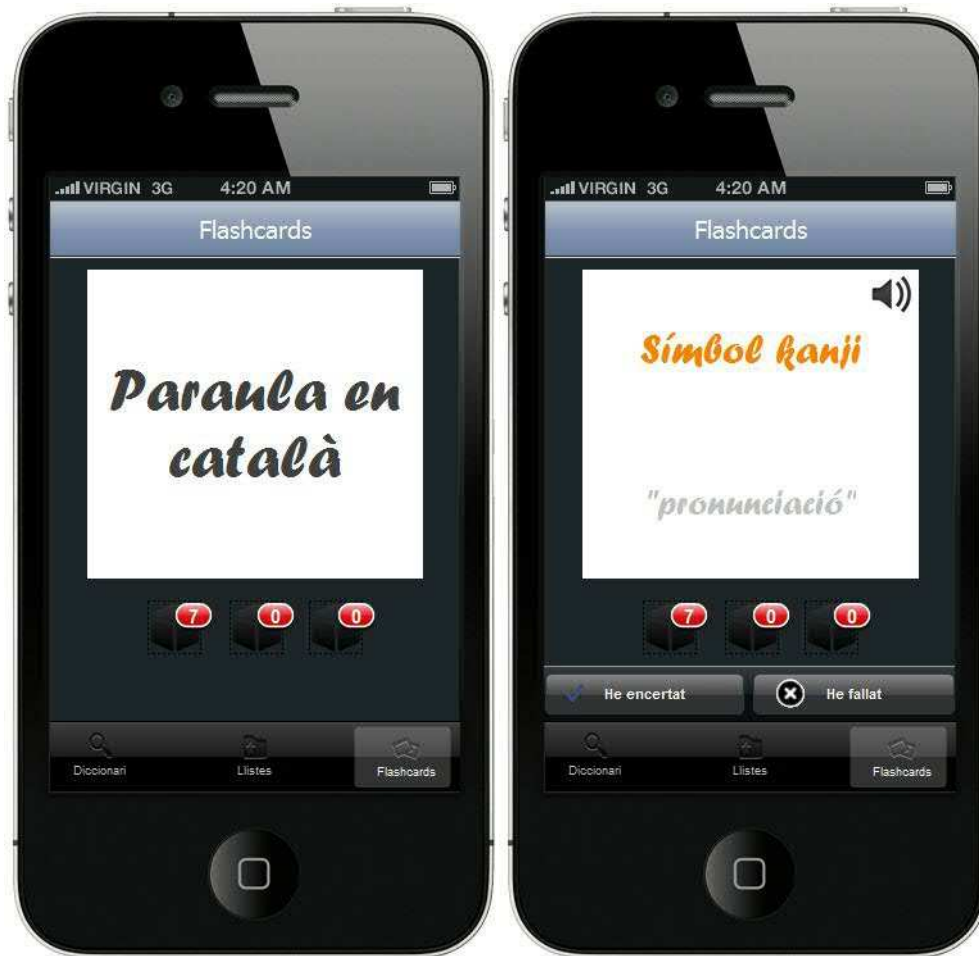 VIRGIN 3G 4:20 AM
Flashcards
Paraula en
català
7 0 0
Diccionari Llistes Flashcards
VIRGIN 3G 4:20 AM
Flashcards
Símbol kanji
"pronunciació"
7 0 0
He encertat He fallat
Diccionari Llistes Flashcards